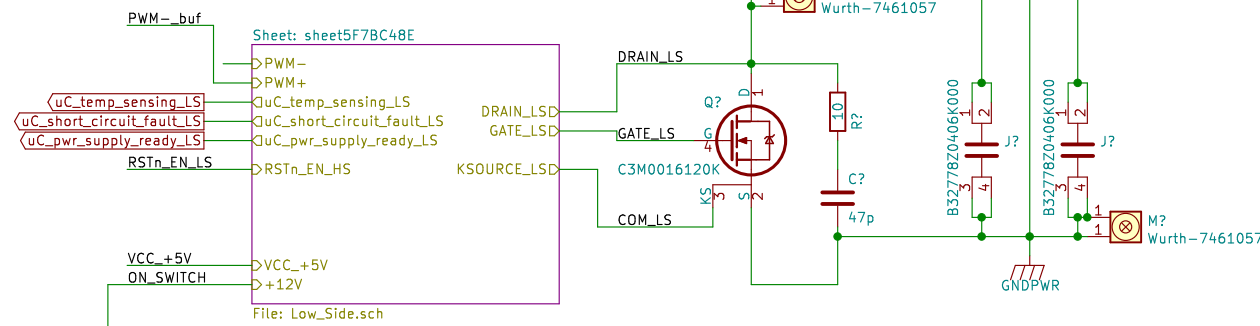 PWM-_buf
Sheet: sheet5F7BC48E
PWM-
PWM+
uC_temp_sensing_LS
uC_temp_sensing_LS
uC_short_circuit_fault_LS
uC_short_circuit_fault_LS
uC_pwr_supply_ready_LS
uC_pwr_supply_ready_LS
RSTn_EN_LS
RSTn_EN_HS
VCC_+5V
VCC_+5V
ON_SWITCH
+12V
File: Low_Side.sch
DRAIN_LS
GATE_LS
KSOURCE_LS
DRAIN_LS
GATE_LS
COM_LS
1
Wurth-7461057
Q?
D
1
G
4
C3M0016120K
KS
3
S
2
10
R?
C?
47p
B32778Z0406K000
1
2
J?
3
4
B32778Z0406K000
1
2
J?
3
4
1
1
M?
Wurth-7461057
GNDPWR